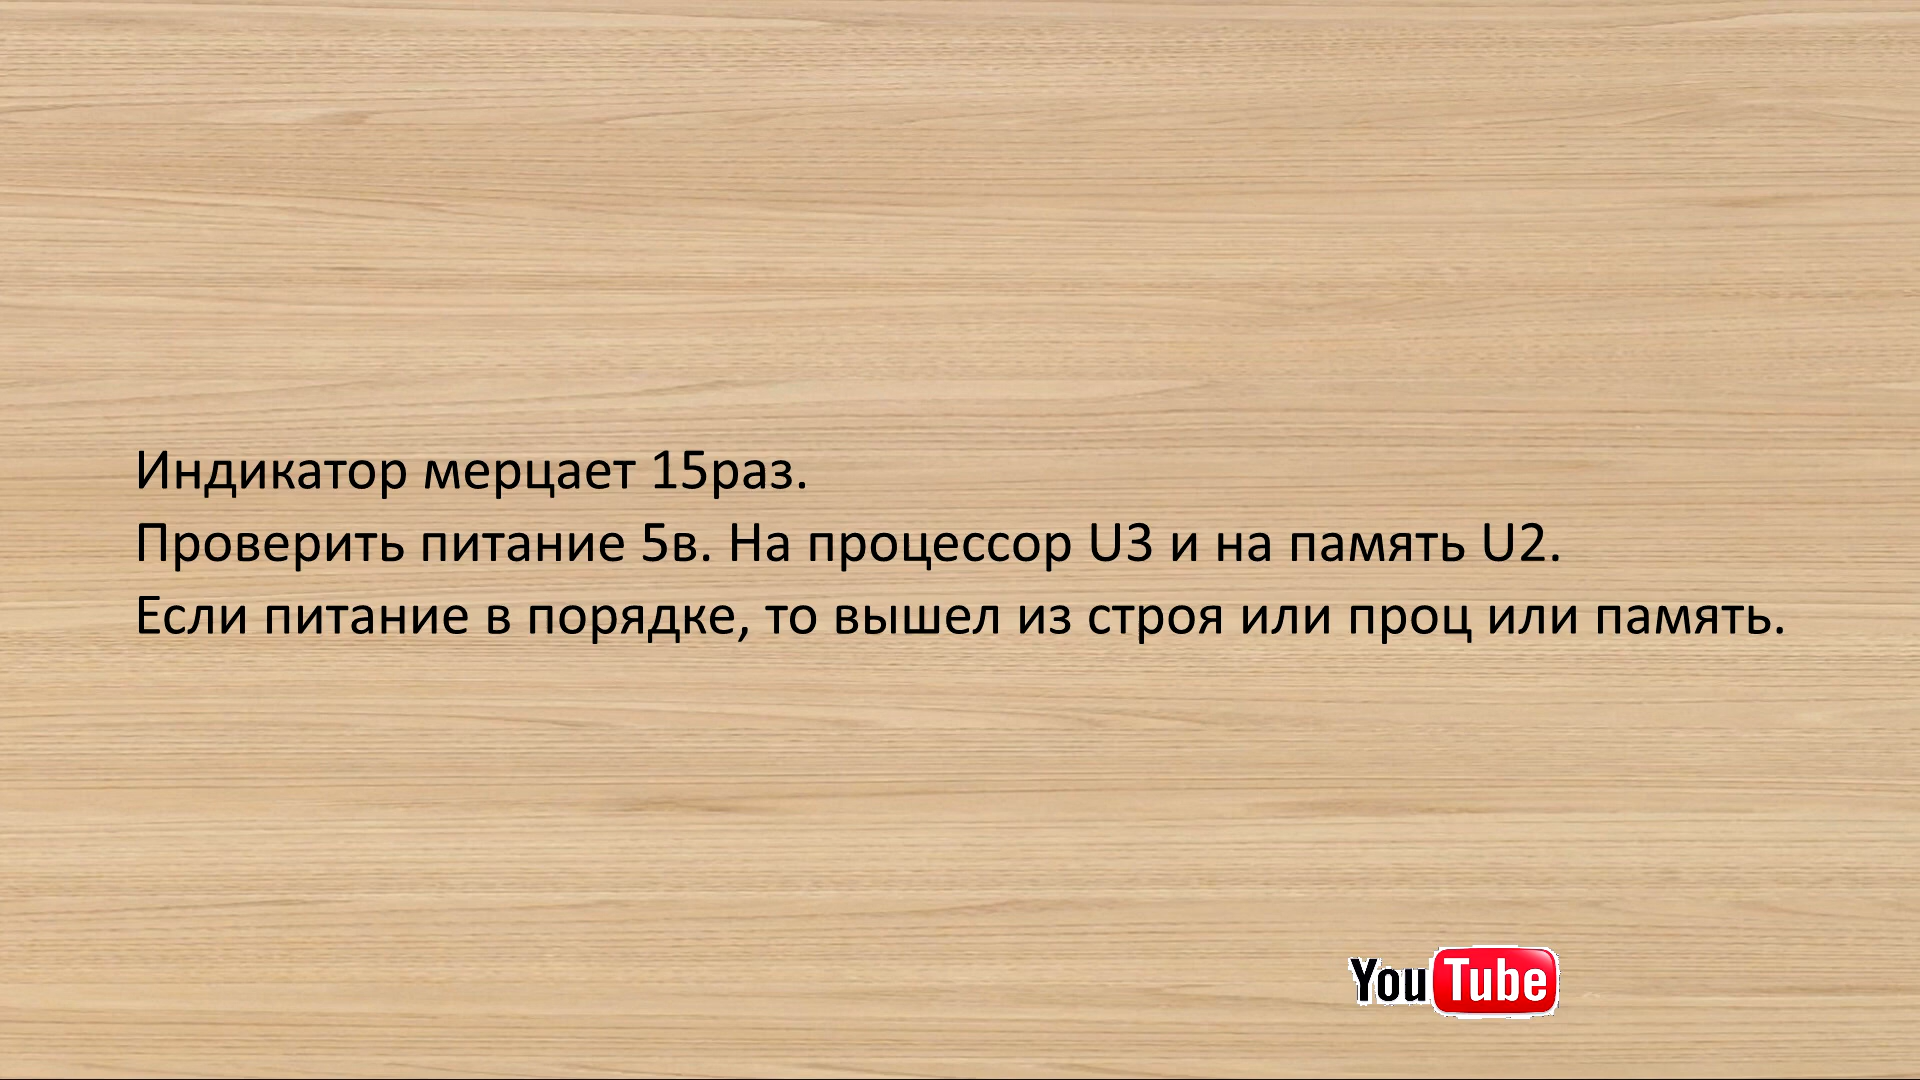 Индикатор мерцает 15раз.
Проверить питание 5в. На процессор U3 и на память U2.
Если питание в порядке, то вышел из строя или проц или память.
YouTube